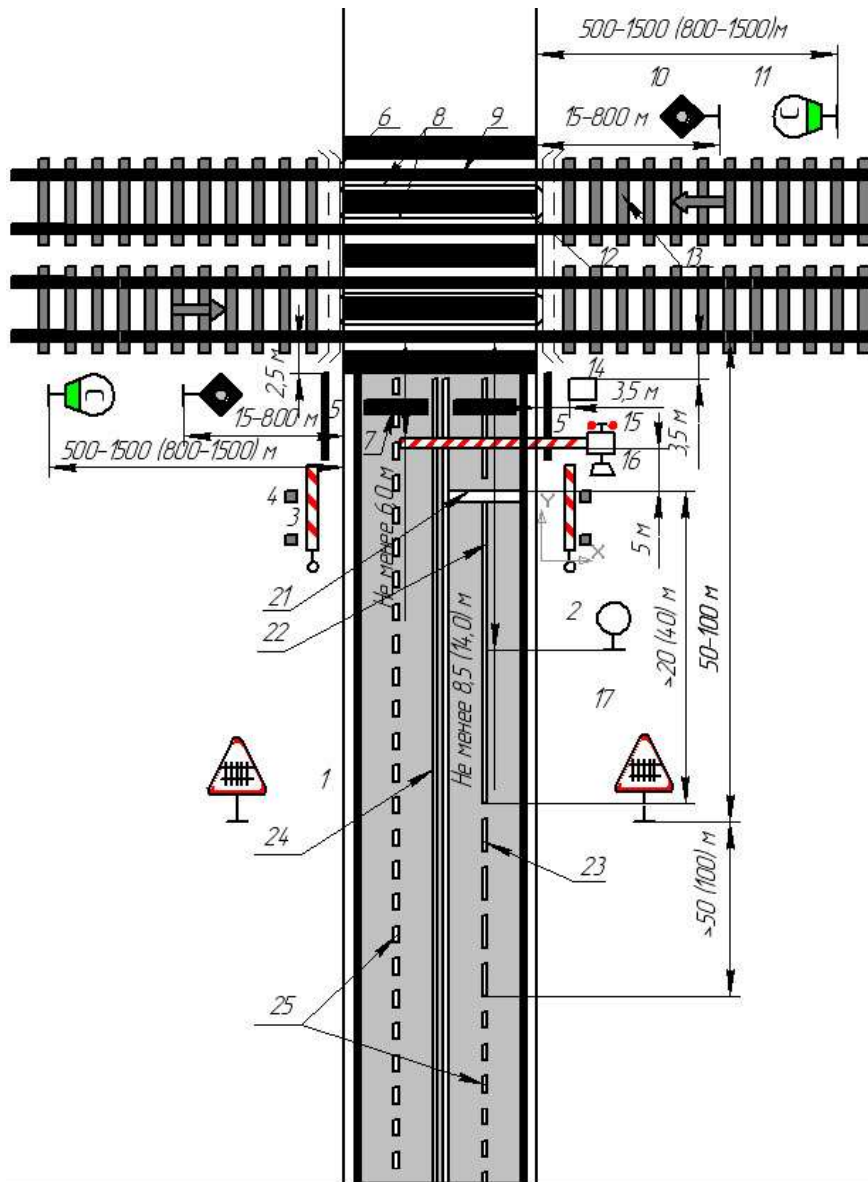 500-1500 (800-1500)м
10
11
15-800 м
6
8
9
12
13
2,5 м
14
3,5 м
5
15
15-800 м
7
5
16
3,5 м
500-1500 (800-1500) м
4
3
Не менее 6.0 м
Y
X
5 м
21
22
2
>20 (40) м
50-100м
Не менее 8,5 (14,0) м
17
1
24
23
>50 (100) м
25